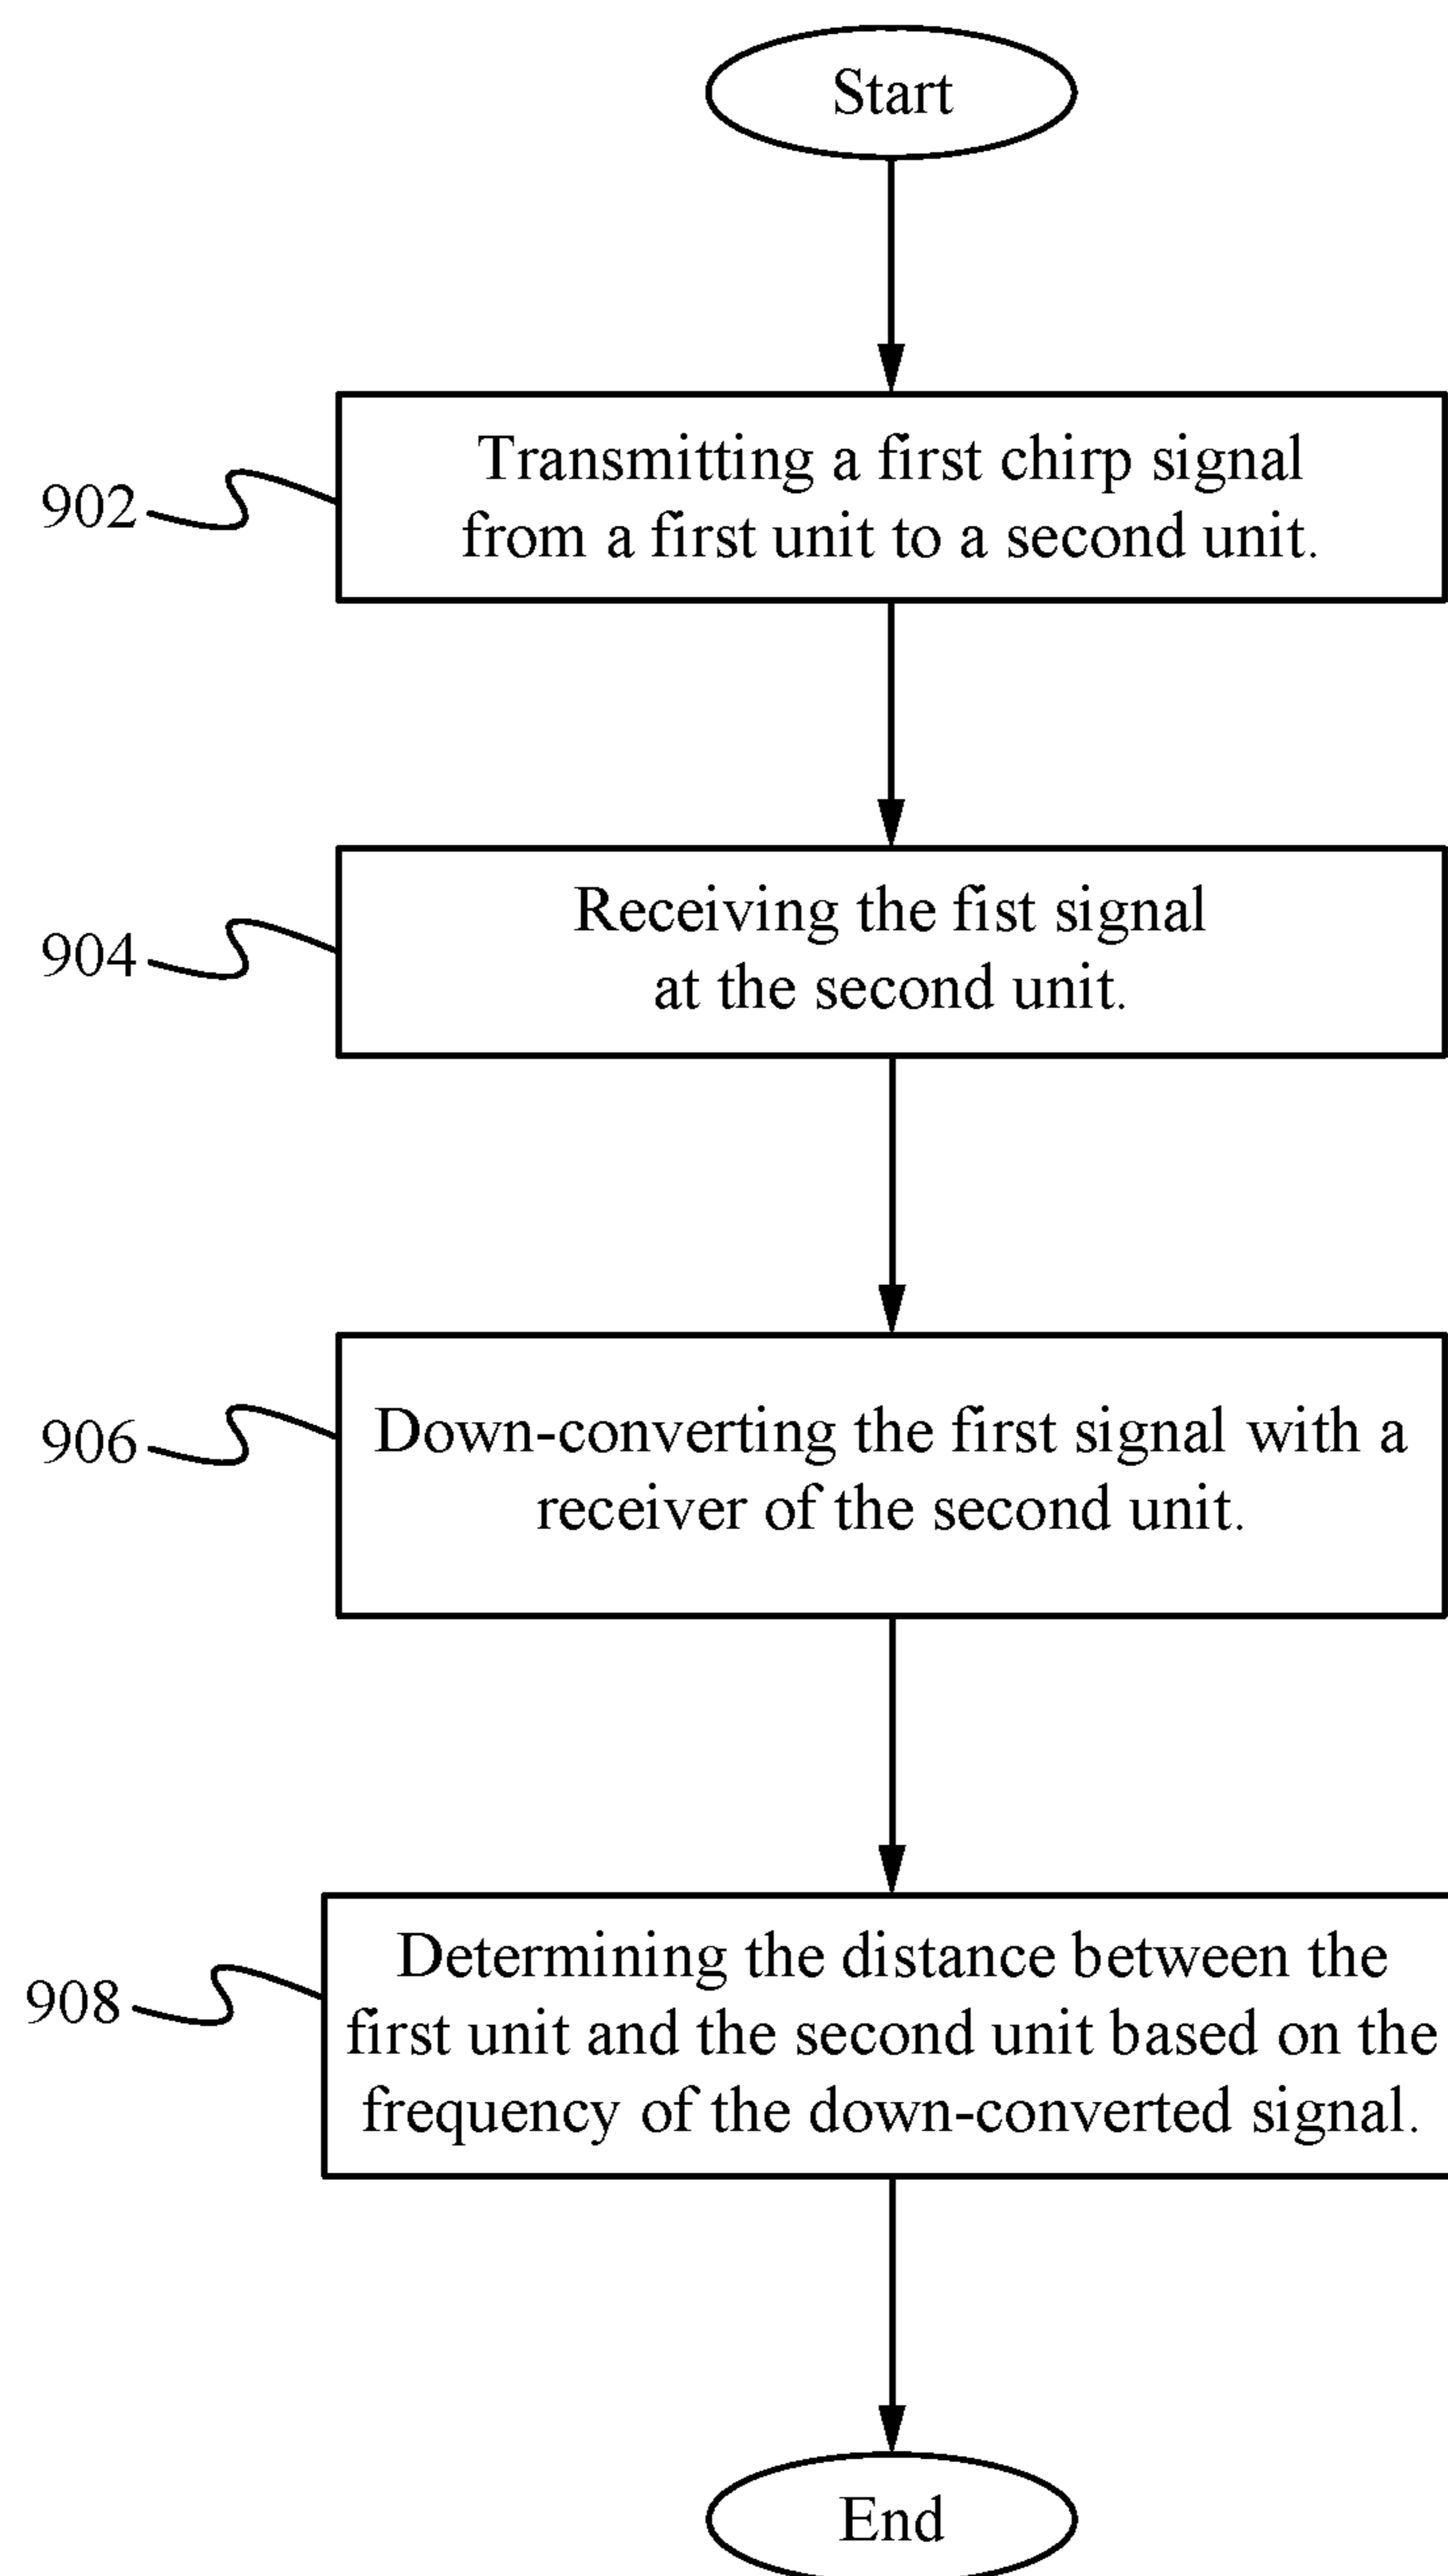 Start
902
Transmitting a first chirp signal
from a first unit to a second unit.
904
Receiving the fist signal
at the second unit.
906
Down-converting the first signal with a
receiver of the second unit.
908
Determining the distance between the
first unit and the second unit based on the
frequency of the down-converted signal.
End